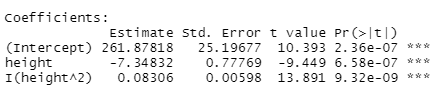 Coefficients:
Estimate Std. Error t value Pr(>|t|)
(Intercept) 261.87818 25.19677 10.393 2.36e-07 ***
height -7.34832 0.77769 -9.449 6.58e-07 ***
I(height^2) 0.08306 0.00598 13.891 9.32e-09 ***